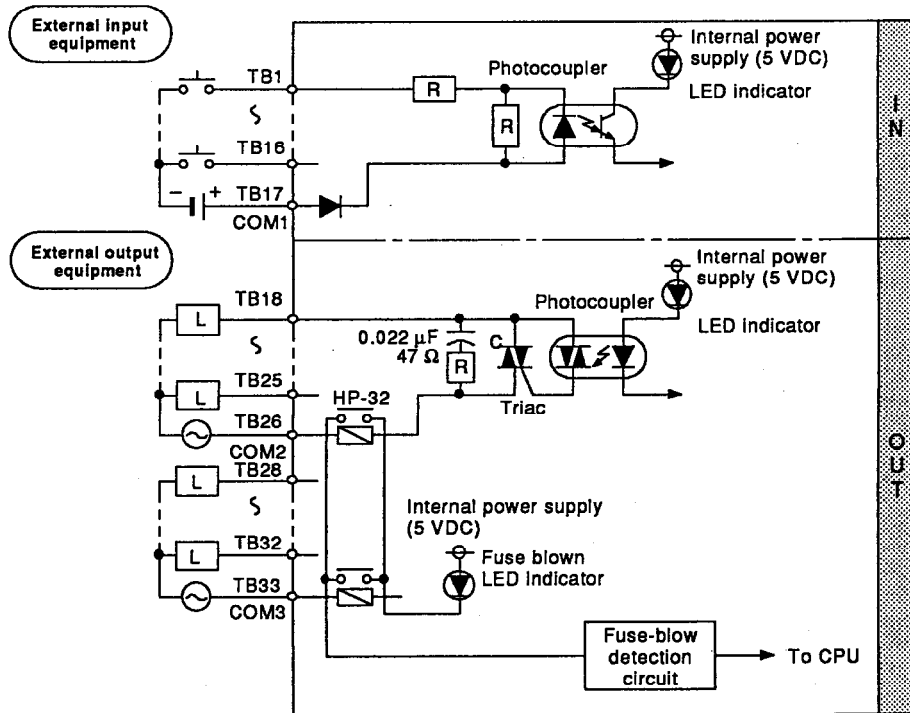 External input
equipment
TB1
TB16
- + TB17
COM1
R
R
Photocoupler
Internal power
supply (5 VDC)
LED indicator
IN
External output
equipment
L
TB18
L
TB25
TB26
COM2
0.022 μF
47 Ω
R
C
Triac
Photocoupler
Internal power
supply (5 VDC)
LED indicator
HP-32
L
TB28
L
TB32
TB33
COM3
Internal power supply
(5 VDC)
Fuse blown
LED indicator
Fuse-blow
detection
circuit
To CPU
OUT